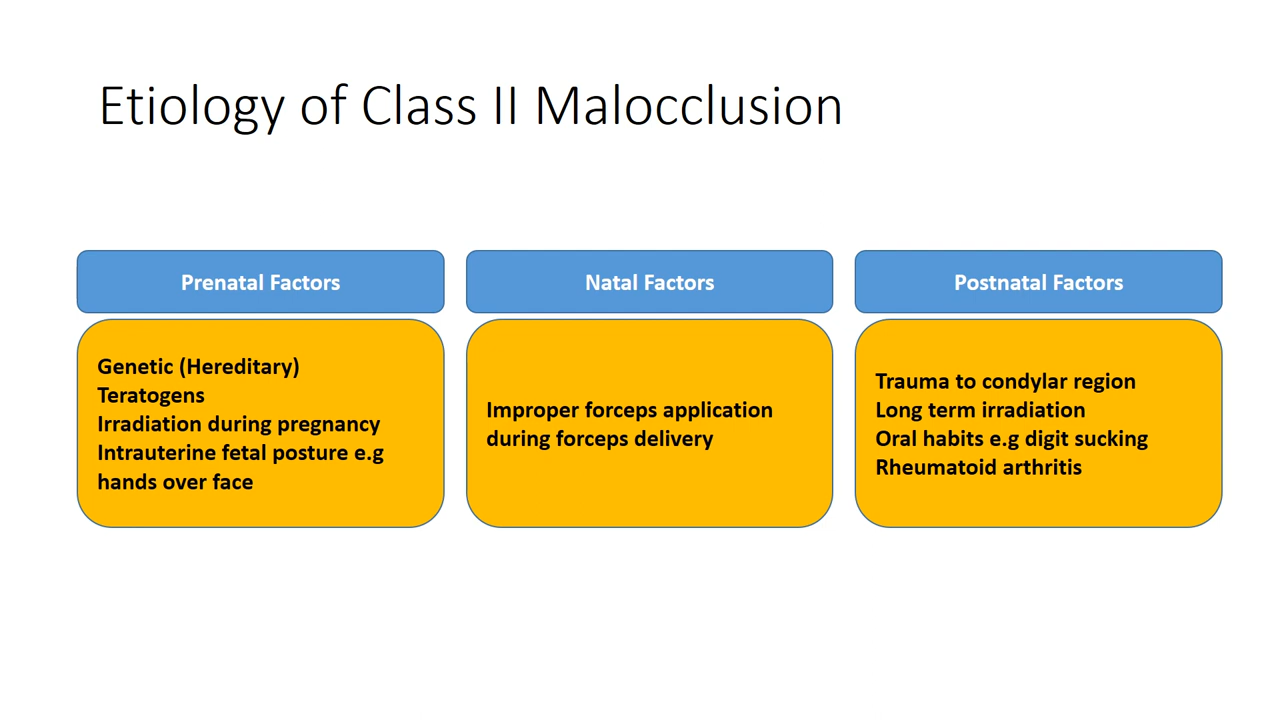 Etiology of Class II Malocclusion
Prenatal Factors
Genetic (Hereditary)
Teratogens
Irradiation during pregnancy
Intrauterine fetal posture e.g
hands over face
Natal Factors
Improper forceps application
during forceps delivery
Postnatal Factors
Trauma to condylar region
Long term irradiation
Oral habits e.g digit sucking
Rheumatoid arthritis